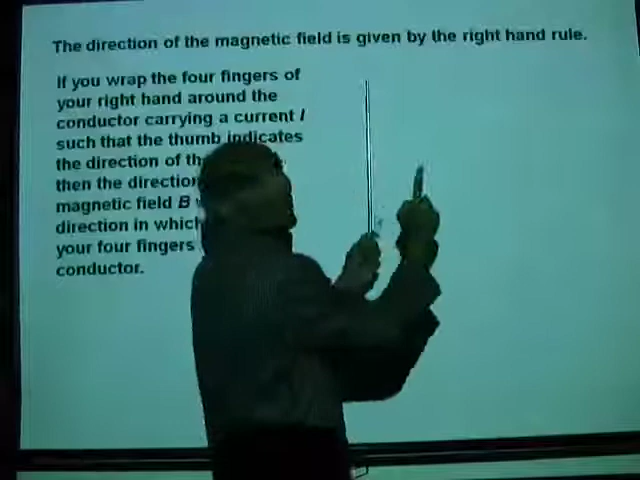 The direction of the magnetic field is given by the right hand rule.
If you wrap the four fingers of
your right hand around the
conductor carrying a current I
such that the thumb indicates
the direction of
then the direction
magnetic field B
direction in which
your four fingers
conductor.